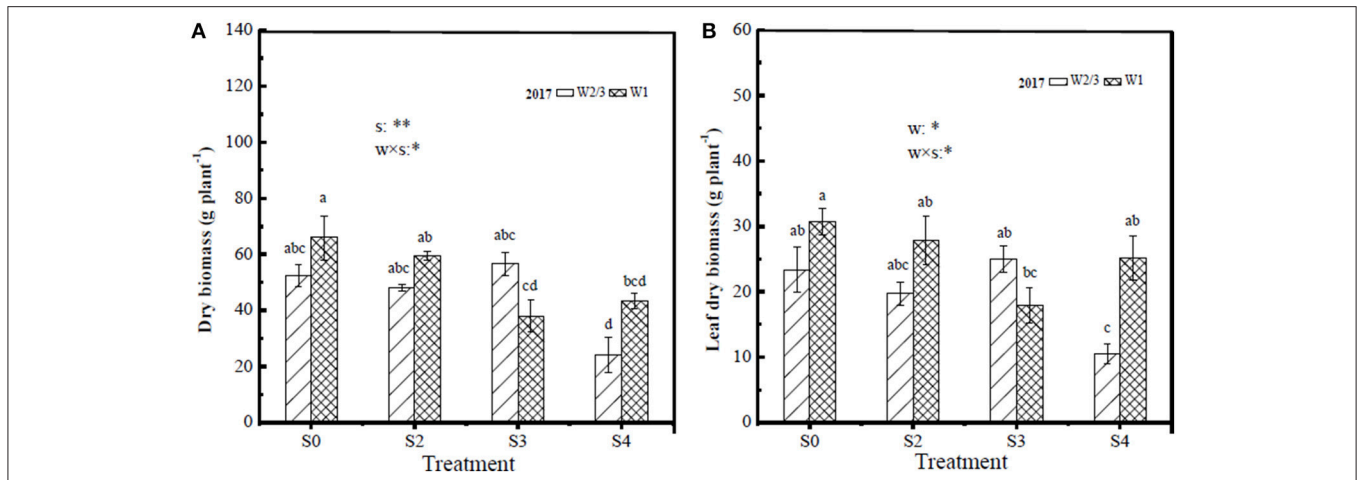 A
140
120
100
80
60
40
20
0
Dry biomass (g plant⁻¹)
2017 W2/3 W1
s: **
w×s:*
abc a
abc ab
abc cd
d bcd
S0 S2 S3 S4
Treatment
B
60
50
40
30
20
10
0
Leaf dry biomass (g plant⁻¹)
2017 W2/3 W1
w: *
w×s:*
ab a
abc ab
ab bc
c ab
S0 S2 S3 S4
Treatment